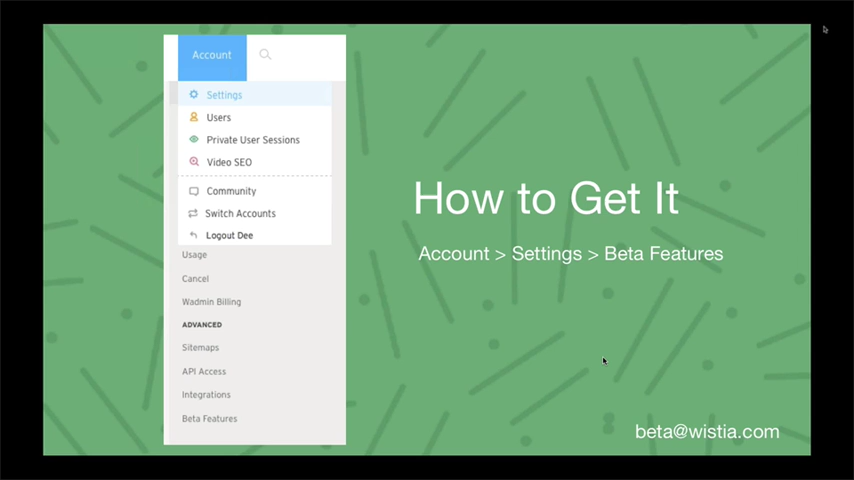 Account
Settings
Users
Private User Sessions
Video SEO
Community
Switch Accounts
Logout Dee
Usage
Cancel
Wadmin Billing
ADVANCED
Sitemaps
API Access
Integrations
Beta Features
How to Get It
Account > Settings > Beta Features
beta@wistia.com